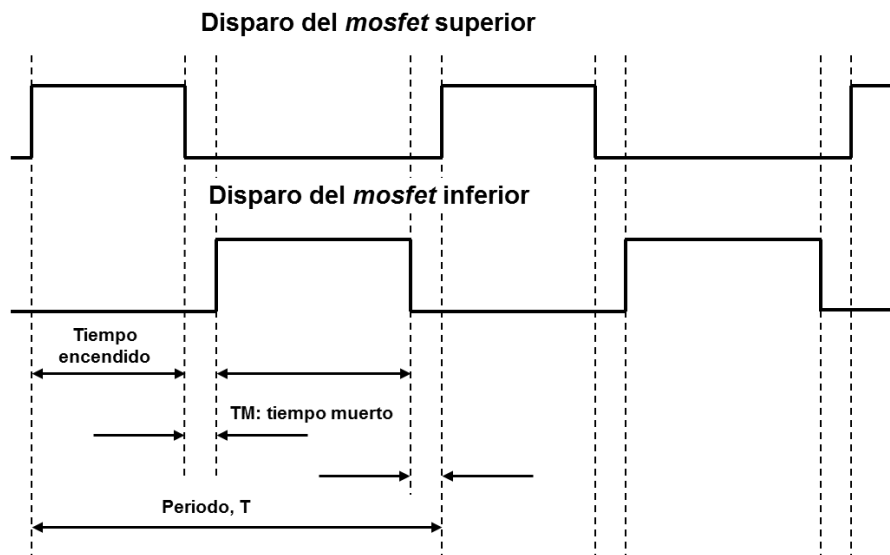 Disparo del mosfet superior
Disparo del mosfet inferior
Tiempo
encendido
TM: tiempo muerto
Periodo, T